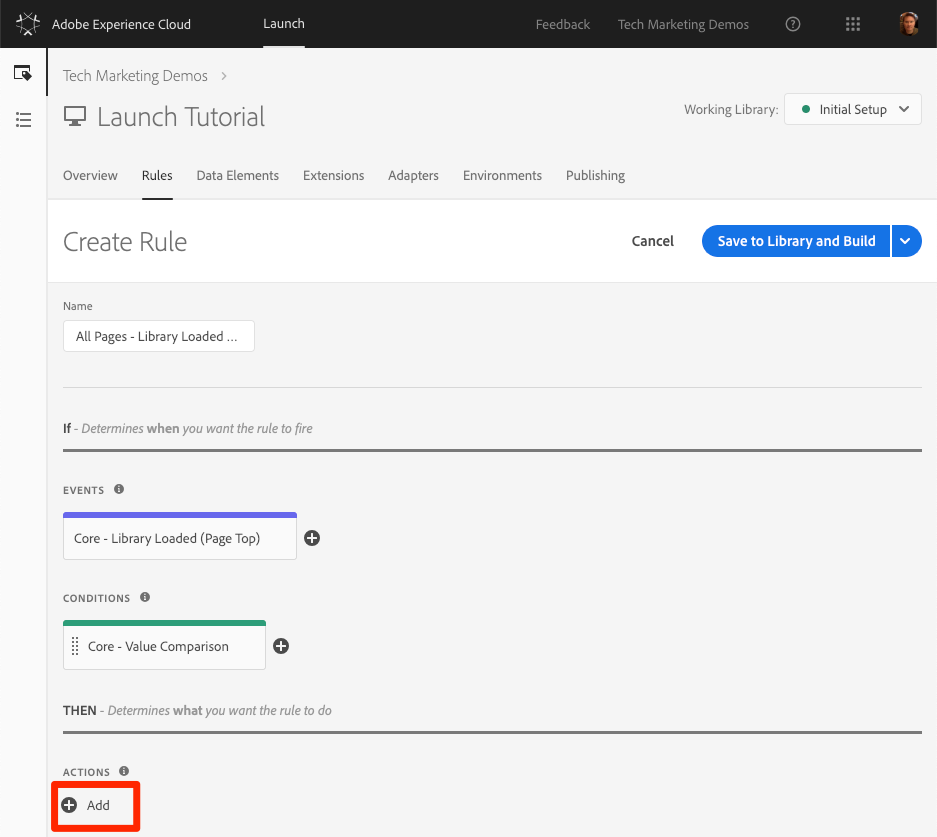 Adobe Experience Cloud Launch Feedback Tech Marketing Demos
Tech Marketing Demos
Launch Tutorial
Working Library: Initial Setup
Overview Rules Data Elements Extensions Adapters Environments Publishing
Create Rule
Cancel Save to Library and Build
Name
All Pages - Library Loaded ...
If - Determines when you want the rule to fire
EVENTS
Core - Library Loaded (Page Top)
CONDITIONS
Core - Value Comparison
THEN - Determines what you want the rule to do
ACTIONS
Add